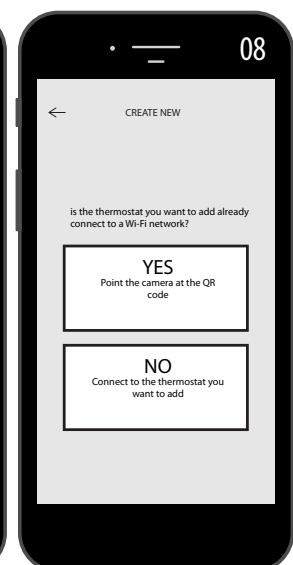 08
CREATE NEW
is the thermostat you want to add already
connect to a Wi-Fi network?
YES
Point the camera at the QR
code
NO
Connect to the thermostat you
want to add